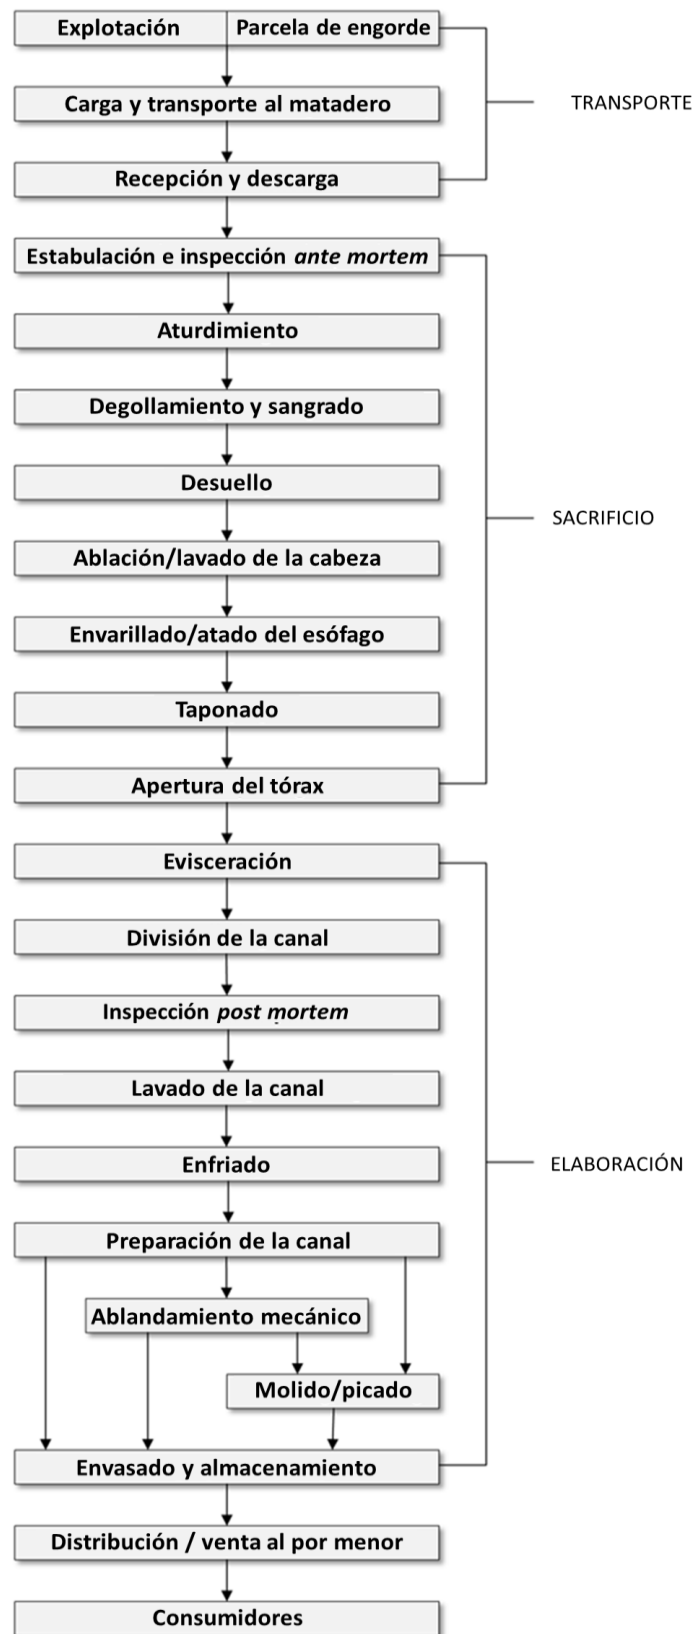 Explotación
Parcela de engorde
Carga y transporte al matadero
TRANSPORTE
Recepción y descarga
Estabulación e inspección ante mortem
Aturdimiento
Degollamiento y sangrado
Desuello
SACRIFICIO
Ablación/lavado de la cabeza
Envarillado/atado del esófago
Taponado
Apertura del tórax
Evisceración
División de la canal
Inspección post mortem
Lavado de la canal
Enfriado
ELABORACIÓN
Preparación de la canal
Ablandamiento mecánico
Molido/picado
Envasado y almacenamiento
Distribución / venta al por menor
Consumidores